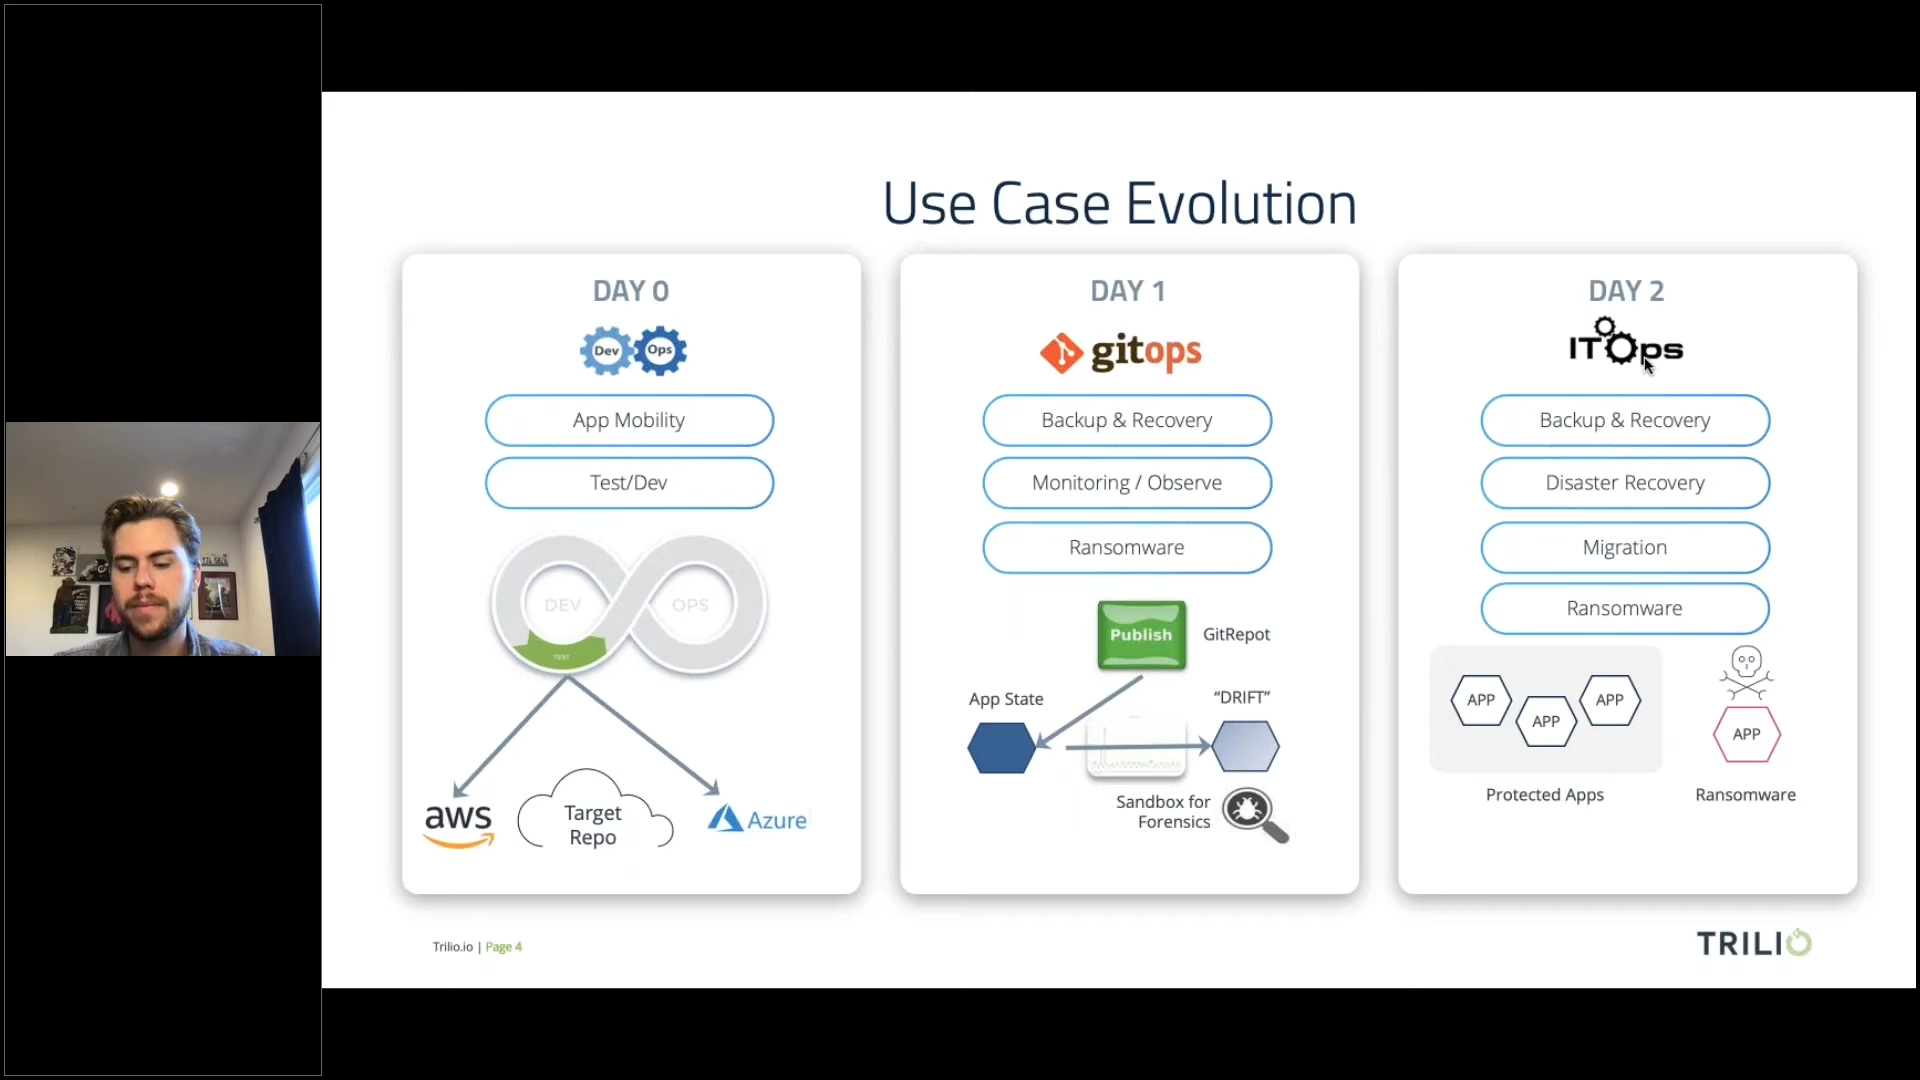 Use Case Evolution
DAY 0
Dev Ops
App Mobility
Test/Dev
DEV OPS
TEST
aws
Target
Repo
Azure
DAY 1
gitops
Backup & Recovery
Monitoring / Observe
Ransomware
Publish
GitRepot
App State
“DRIFT”
Sandbox for
Forensics
DAY 2
ITOps
Backup & Recovery
Disaster Recovery
Migration
Ransomware
APP
APP
APP
APP
Protected Apps
Ransomware
Trilio.io | Page 4
TRILIO